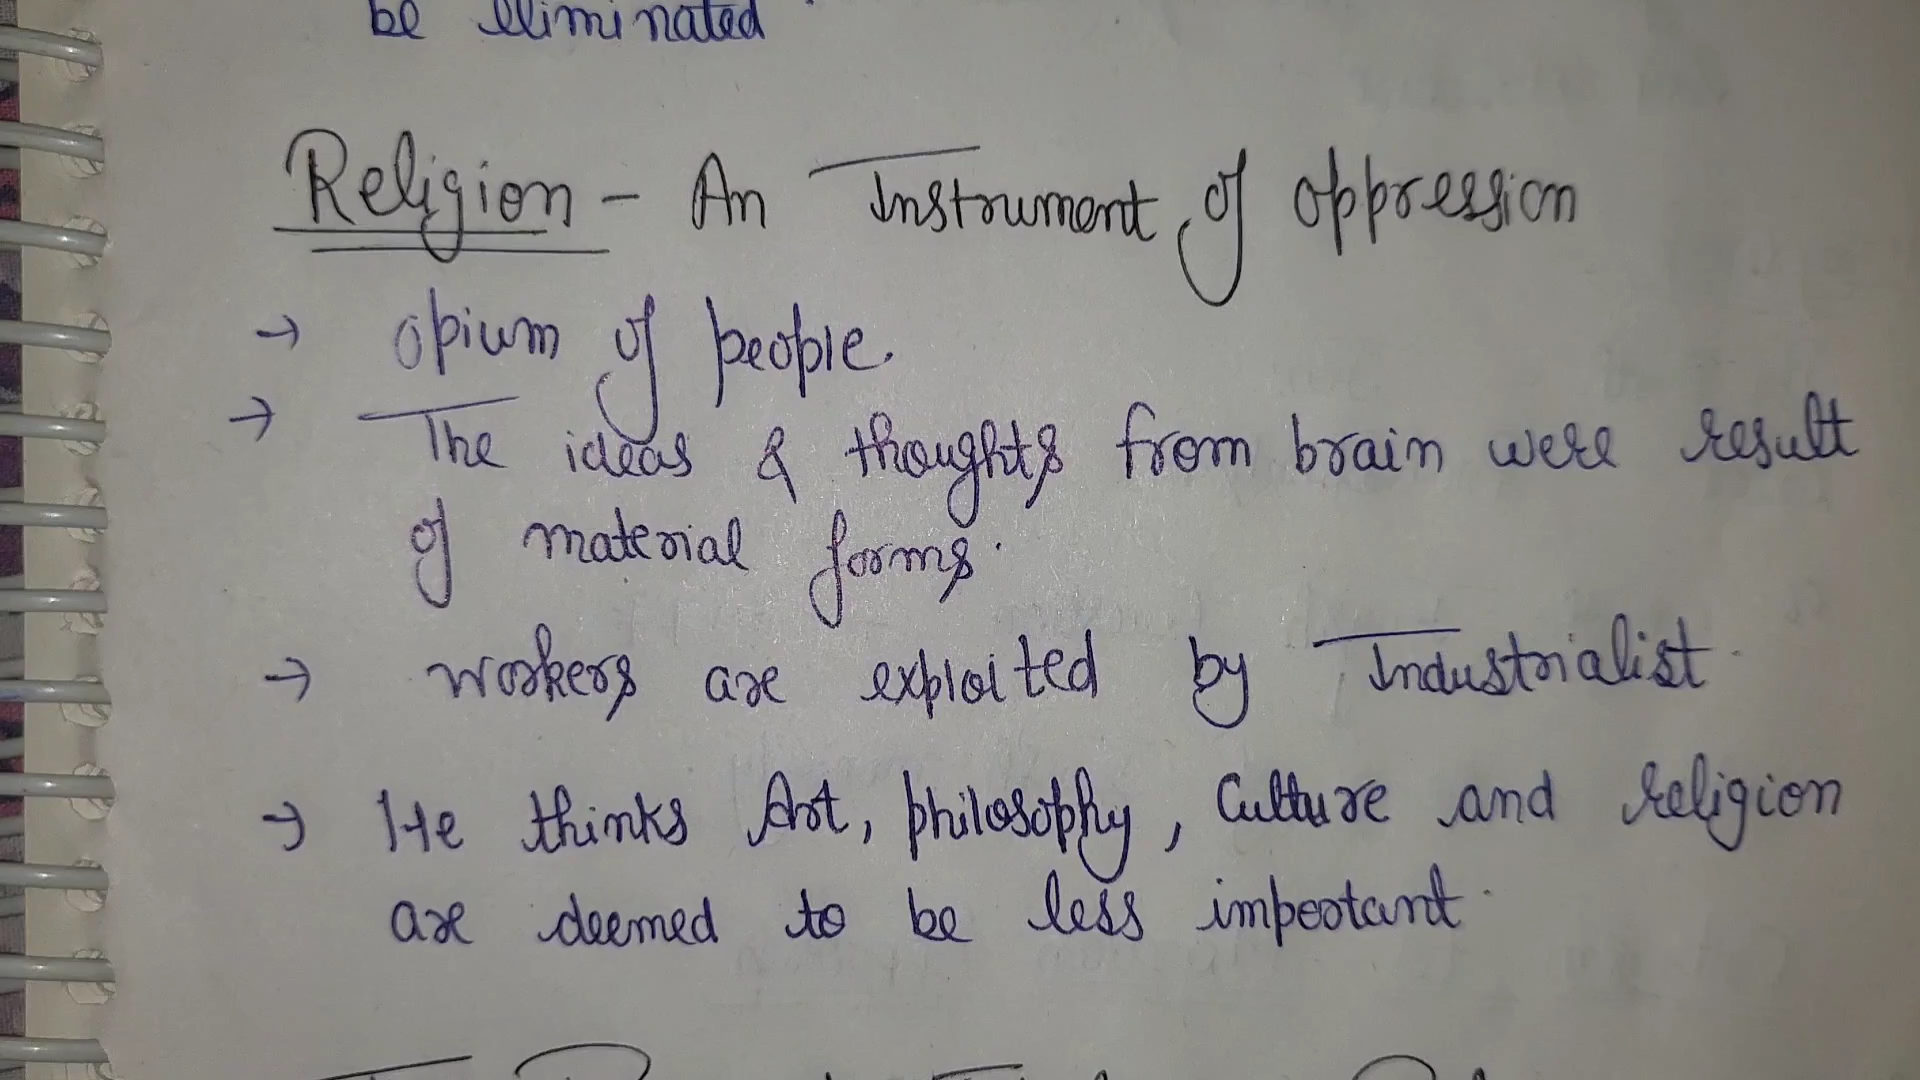 be eliminated
Religion - An Instrument of oppression
→ opium of people.
→ The ideas & thoughts from brain were result
of material forms.
→ workers are exploited by Industrialist.
→ He thinks Art, philosophy, Culture and religion
are deemed to be less important.